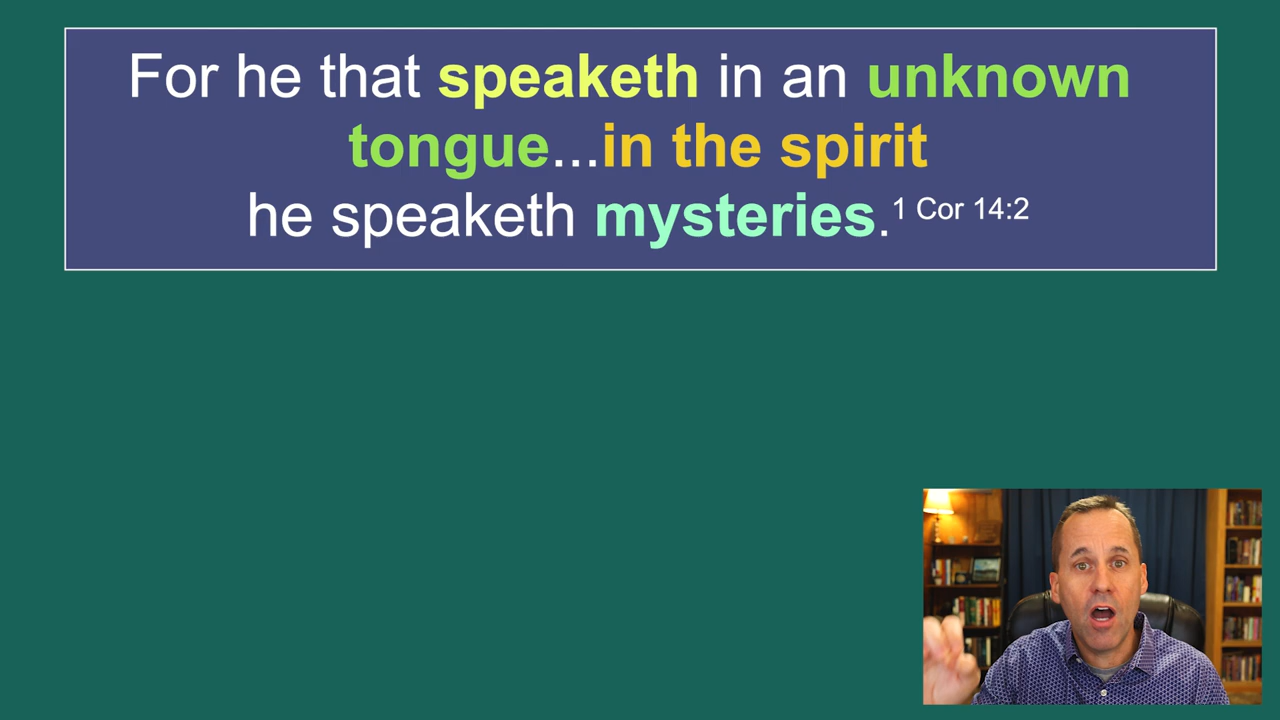 For he that speaketh in an unknown
tongue...in the spirit
he speaketh mysteries. 1 Cor 14:2